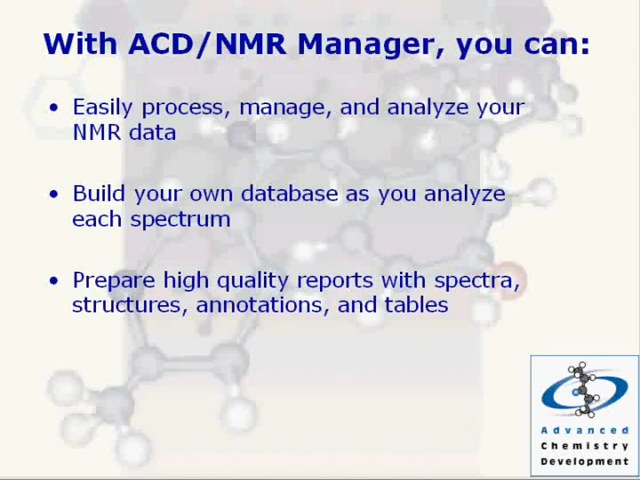 With ACD/NMR Manager, you can:
• Easily process, manage, and analyze your
NMR data
• Build your own database as you analyze
each spectrum
• Prepare high quality reports with spectra,
structures, annotations, and tables
Advanced
Chemistry
Development